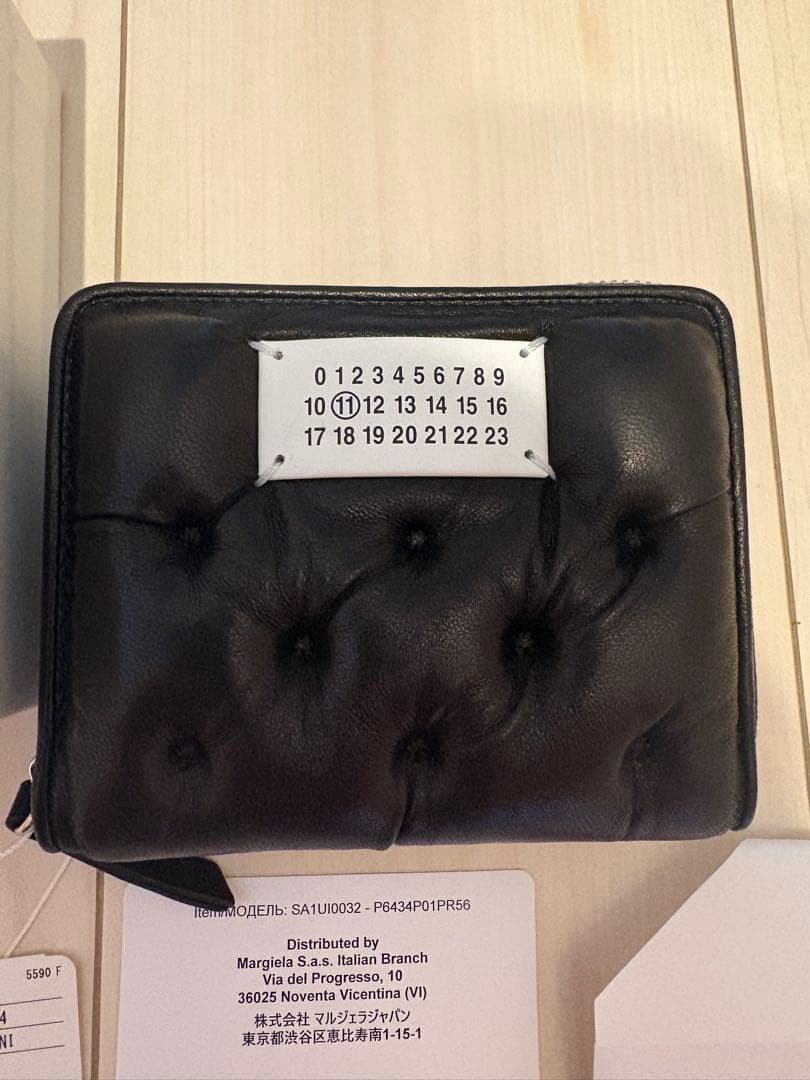 0 1 2 3 4 5 6 7 8 9
10 11 12 13 14 15 16
17 18 19 20 21 22 23
Item/МОДЕЛЬ: SA1UI0032 - P6434P01PR56
Distributed by
Margiela S.a.s. Italian Branch
Via del Progresso, 10
36025 Noventa Vicentina (VI)
株式会社 マルジェラジャパン
東京都渋谷区恵比寿南1-15-1
5590 F
4
NI